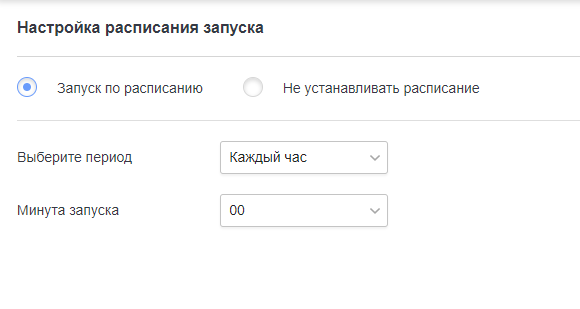 Настройка расписания запуска
Запуск по расписанию Не устанавливать расписание
Выберите период Каждый час
Минута запуска 00